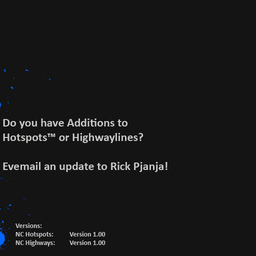 Do you have Additions to
Hotspots™ or Highwaylines?
Evemail an update to Rick Pjanja!
Versions:
NC Hotspots: Version 1.00
NC Highways: Version 1.00